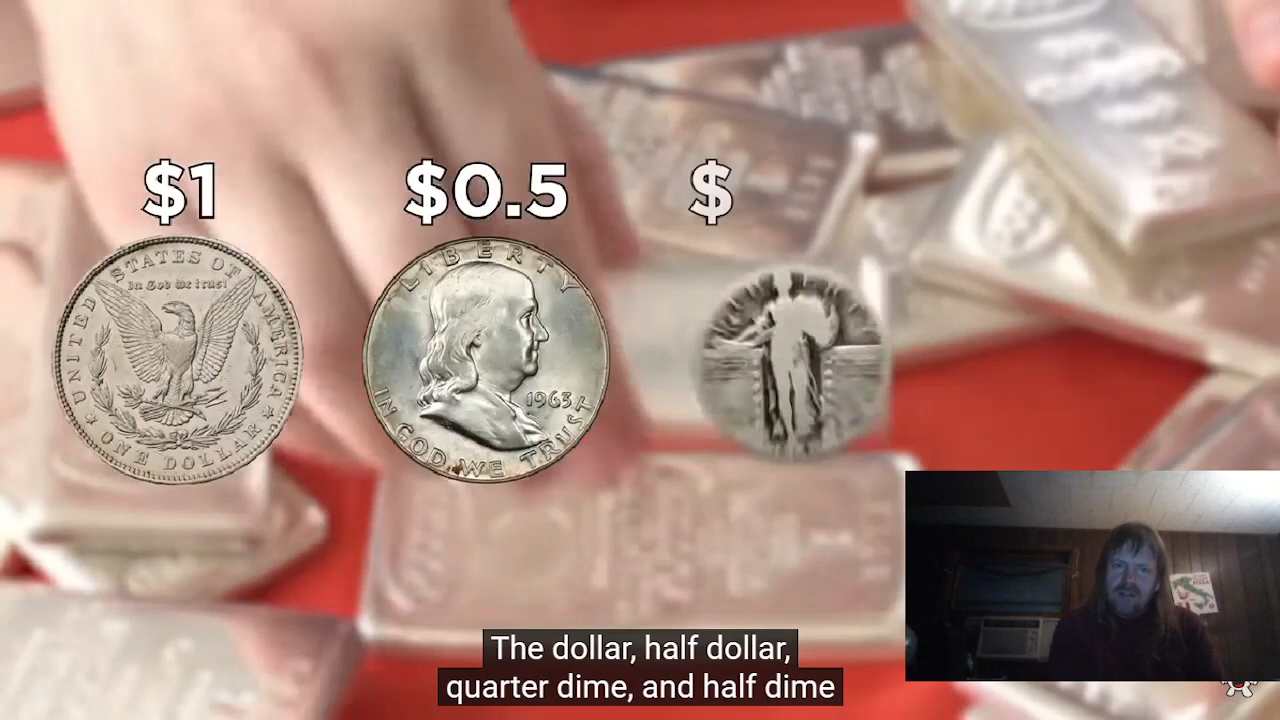 $1 $0.5 $
UNITED STATES OF AMERICA
In God we trust
ONE DOLLAR
LIBERTY
1963
IN GOD WE TRUST
PIZZA
The dollar, half dollar,
quarter dime, and half dime